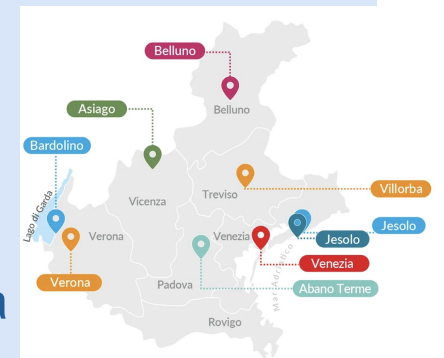 Belluno
Asiago
Belluno
Bardolino
Lago di Garda
Vicenza
Treviso
Villorba
Verona
Venezia
Jesolo
Jesolo
Venezia
Verona
Mar Adriatico
Padova
Abano Terme
Rovigo
a